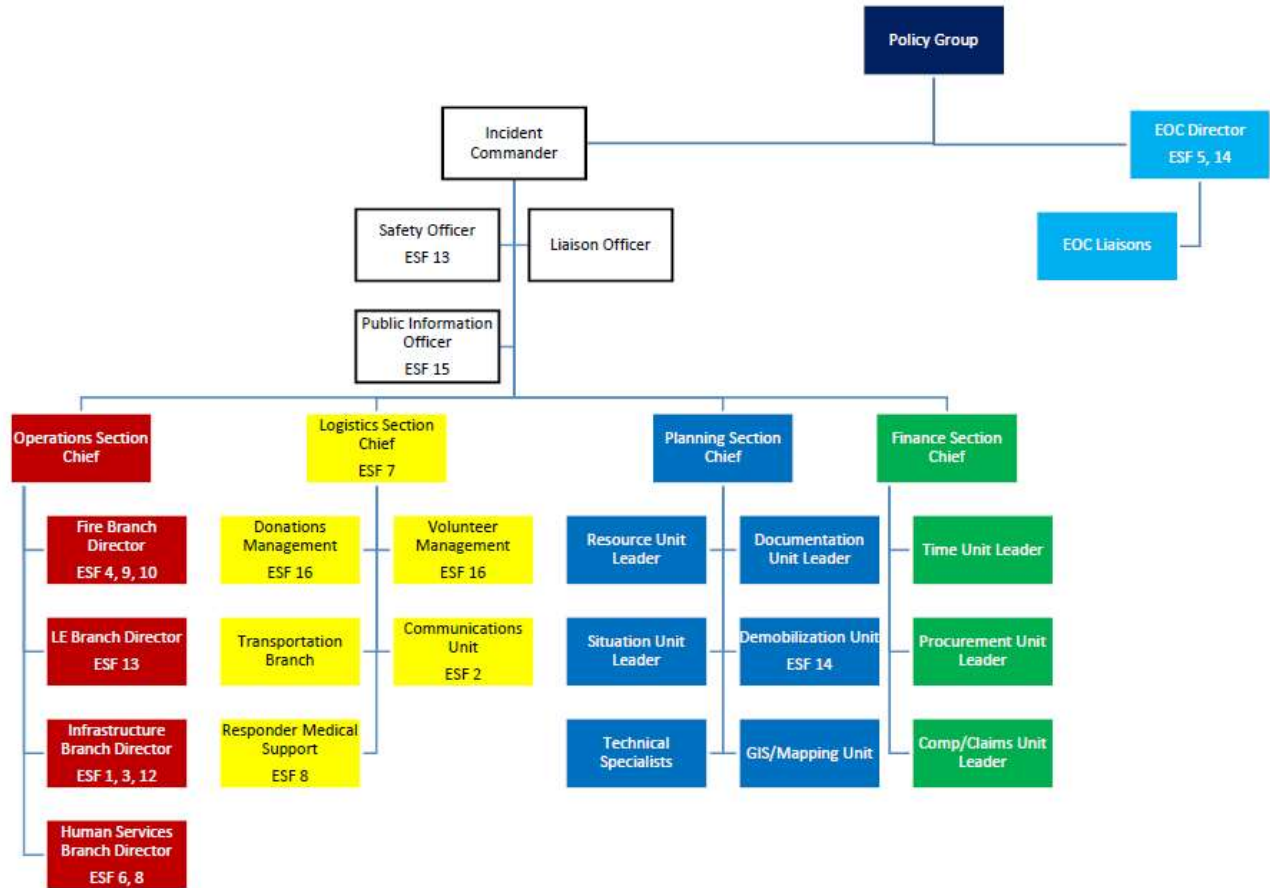 Policy Group
Incident
Commander
EOC Director
ESF 5, 14
Safety Officer
ESF 13
Liaison Officer
EOC Liaisons
Public Information
Officer
ESF 15
Operations Section
Chief
Logistics Section
Chief
ESF 7
Planning Section
Chief
Finance Section
Chief
Fire Branch
Director
ESF 4, 9, 10
Donations
Management
ESF 16
Volunteer
Management
ESF 16
Resource Unit
Leader
Documentation
Unit Leader
Time Unit Leader
LE Branch Director
ESF 13
Transportation
Branch
Communications
Unit
ESF 2
Situation Unit
Leader
Demobilization Unit
ESF 14
Procurement Unit
Leader
Infrastructure
Branch Director
ESF 1, 3, 12
Responder Medical
Support
ESF 8
Technical
Specialists
GIS/Mapping Unit
Comp/Claims Unit
Leader
Human Services
Branch Director
ESF 6, 8